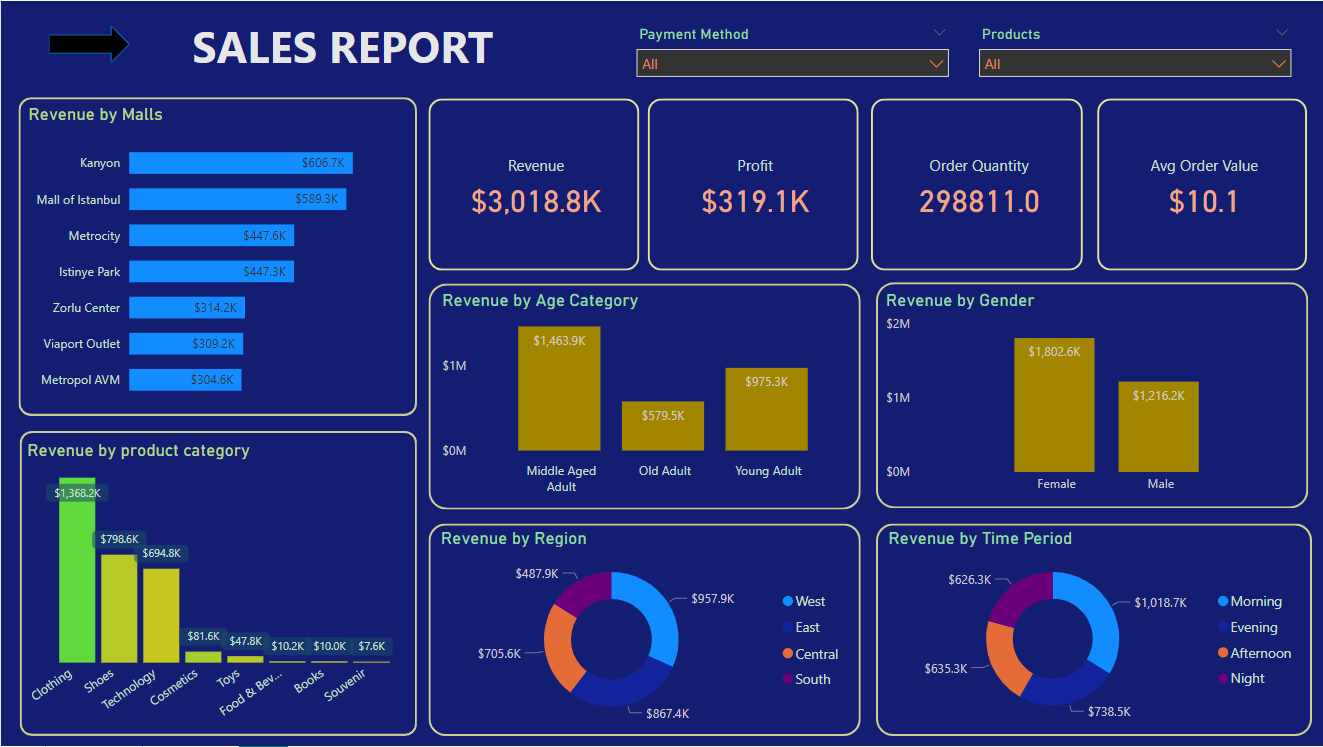 SALES REPORT
Payment Method
All
Products
All
Revenue by Malls
Kanyon $606.7K
Mall of Istanbul $589.3K
Metrocity $447.6K
Istinye Park $447.3K
Zorlu Center $314.2K
Viaport Outlet $309.2K
Metropol AVM $304.6K
Revenue
$3,018.8K
Profit
$319.1K
Order Quantity
298811.0
Avg Order Value
$10.1
Revenue by Age Category
$1M
$0M
$1,463.9K
$579.5K
$975.3K
Middle Aged
Adult
Old Adult
Young Adult
Revenue by Gender
$2M
$1M
$0M
$1,802.6K
$1,216.2K
Female
Male
Revenue by product category
$1,368.2K
$798.6K
$694.8K
$81.6K
$47.8K
$10.2K
$10.0K
$7.6K
Clothing
Shoes
Technology
Cosmetics
Toys
Food & Bev...
Books
Souvenir
Revenue by Region
$487.9K
$957.9K
$705.6K
$867.4K
West
East
Central
South
Revenue by Time Period
$626.3K
$1,018.7K
$635.3K
$738.5K
Morning
Evening
Afternoon
Night